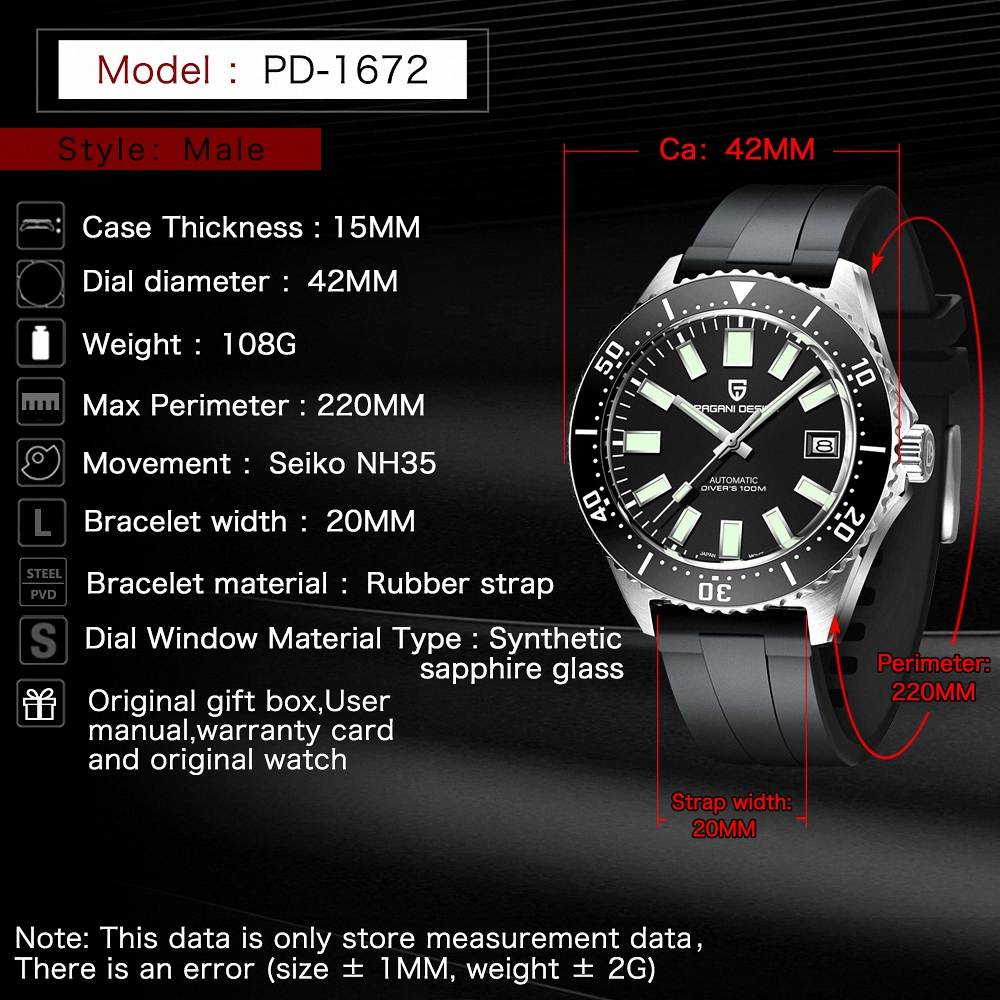 Model : PD-1672
Style: Male
Ca: 42MM
Case Thickness : 15MM
Dial diameter : 42MM
Weight : 108G
Max Perimeter : 220MM
Movement : Seiko NH35
L
Bracelet width : 20MM
STEEL
PVD
Bracelet material : Rubber strap
S
Dial Window Material Type : Synthetic
sapphire glass
Original gift box,User
manual,warranty card
and original watch
10
20
30
40
50
PAGANI
8
AUTOMATIC
DIVER'S 100M
JAPAN
Perimeter:
220MM
Strap width:
20MM
Note: This data is only store measurement data,
There is an error (size ± 1MM, weight ± 2G)